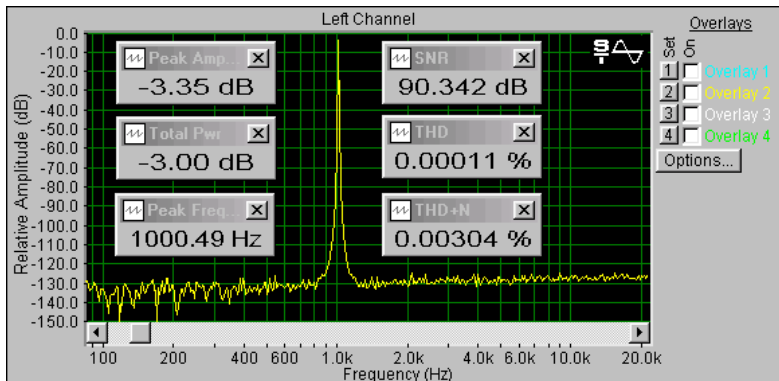 Left Channel
Overlays
Relative Amplitude (dB)
0.0
-10.0
-20.0
-30.0
-40.0
-50.0
-60.0
-70.0
-80.0
-90.0
-100.0
-110.0
-120.0
-130.0
-140.0
-150.0
Peak Amp...
-3.35 dB
SNR
90.342 dB
Total Pwr
-3.00 dB
THD
0.00011 %
Peak Freq...
1000.49 Hz
THD+N
0.00304 %
Set
On
1 Overlay 1
2 Overlay 2
3 Overlay 3
4 Overlay 4
Options...
100 200 400 600 1.0k 2.0k 4.0k 6.0k 10.0k 20.0k
Frequency (Hz)